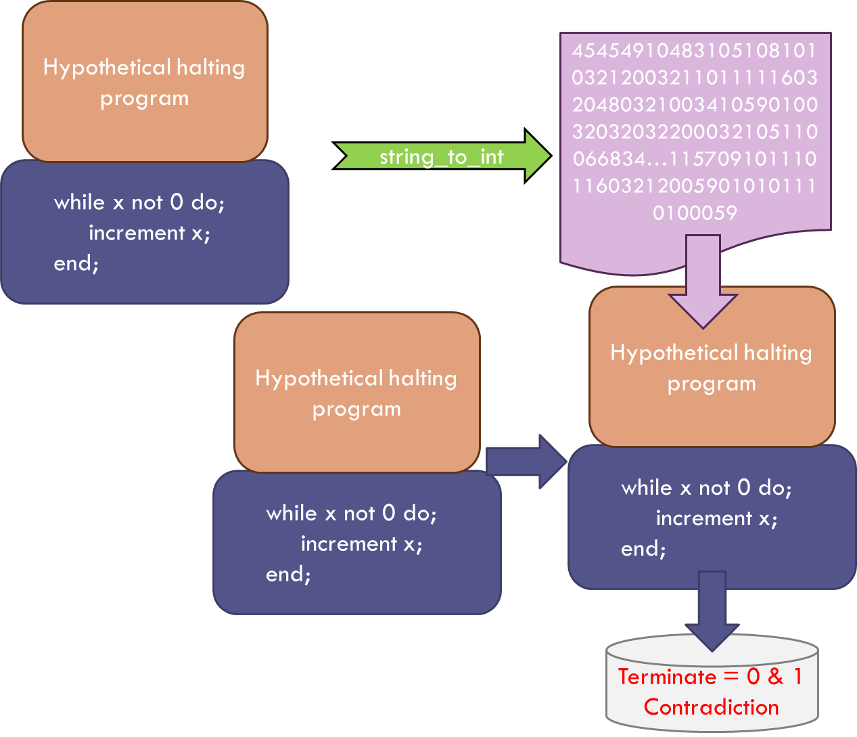 Hypothetical halting
program
while x not 0 do;
increment x;
end;
string_to_int
45454910483105108101
03212003211011111603
20480321003410590100
32032032200032105110
066834...115709101110
11603212005901010111
0100059
Hypothetical halting
program
while x not 0 do;
increment x;
end;
Hypothetical halting
program
while x not 0 do;
increment x;
end;
Terminate = 0 & 1
Contradiction